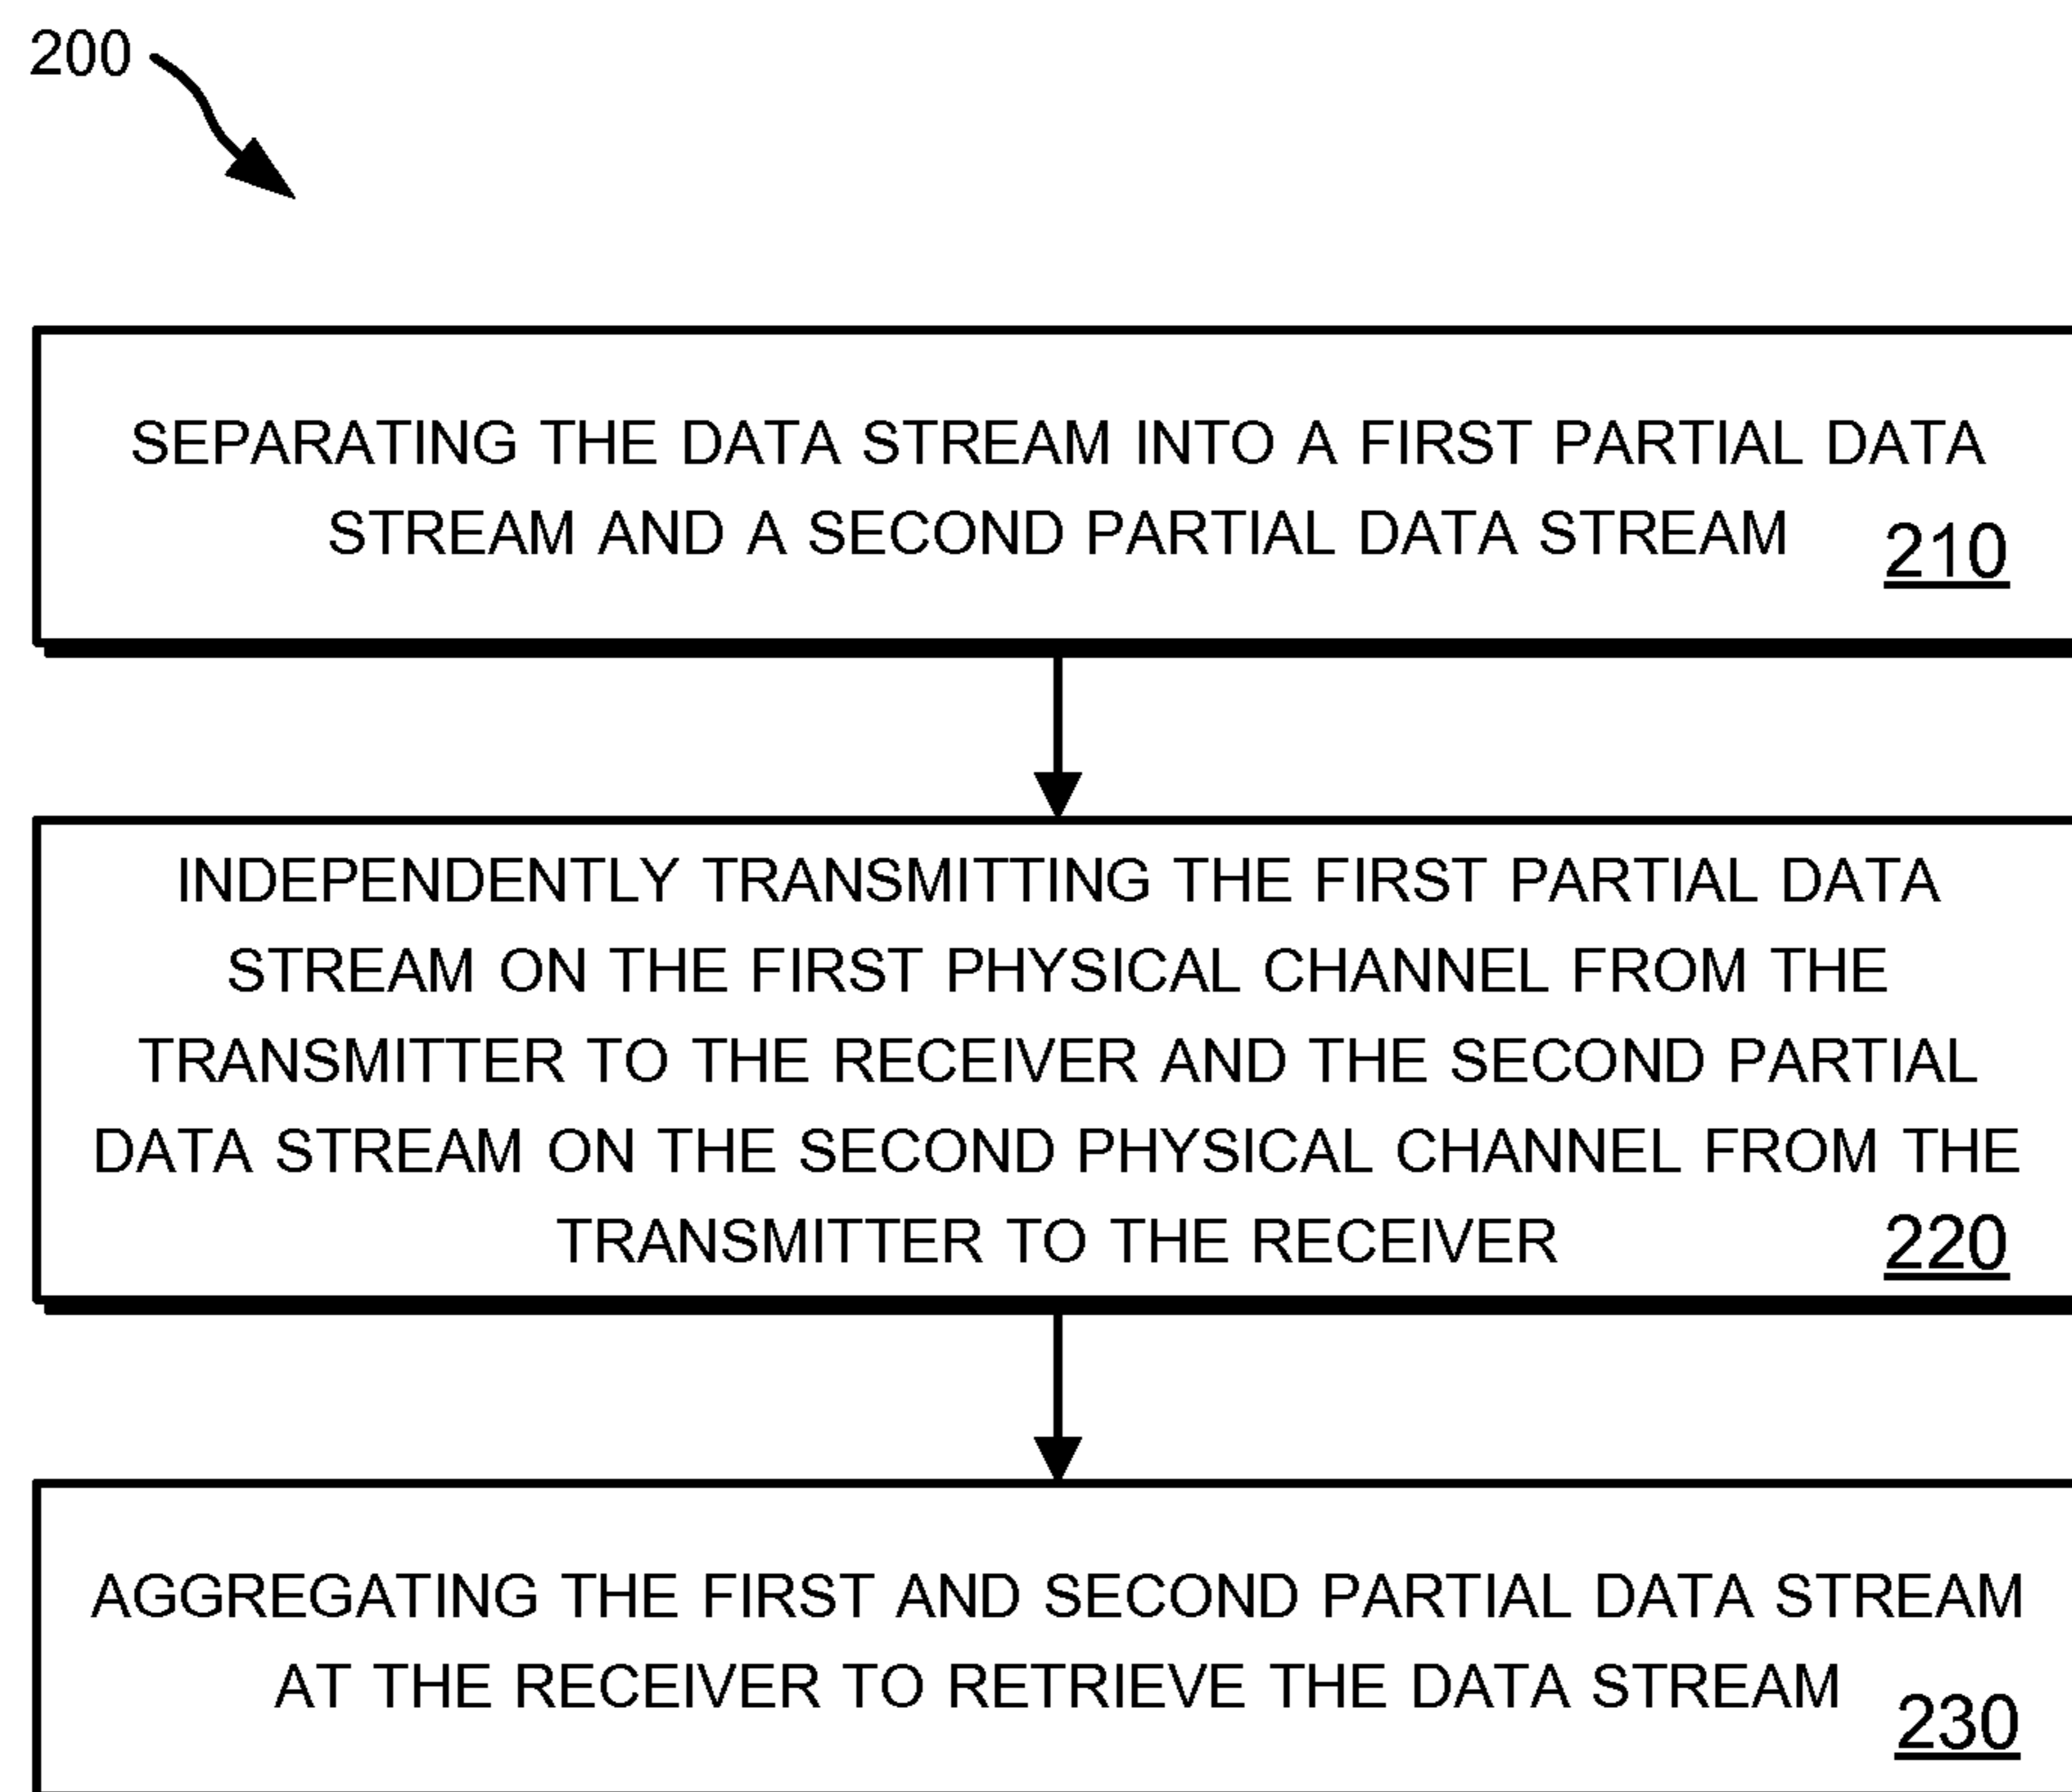 200
SEPARATING THE DATA STREAM INTO A FIRST PARTIAL DATA
STREAM AND A SECOND PARTIAL DATA STREAM
210
INDEPENDENTLY TRANSMITTING THE FIRST PARTIAL DATA
STREAM ON THE FIRST PHYSICAL CHANNEL FROM THE
TRANSMITTER TO THE RECEIVER AND THE SECOND PARTIAL
DATA STREAM ON THE SECOND PHYSICAL CHANNEL FROM THE
TRANSMITTER TO THE RECEIVER
220
AGGREGATING THE FIRST AND SECOND PARTIAL DATA STREAM
AT THE RECEIVER TO RETRIEVE THE DATA STREAM
230